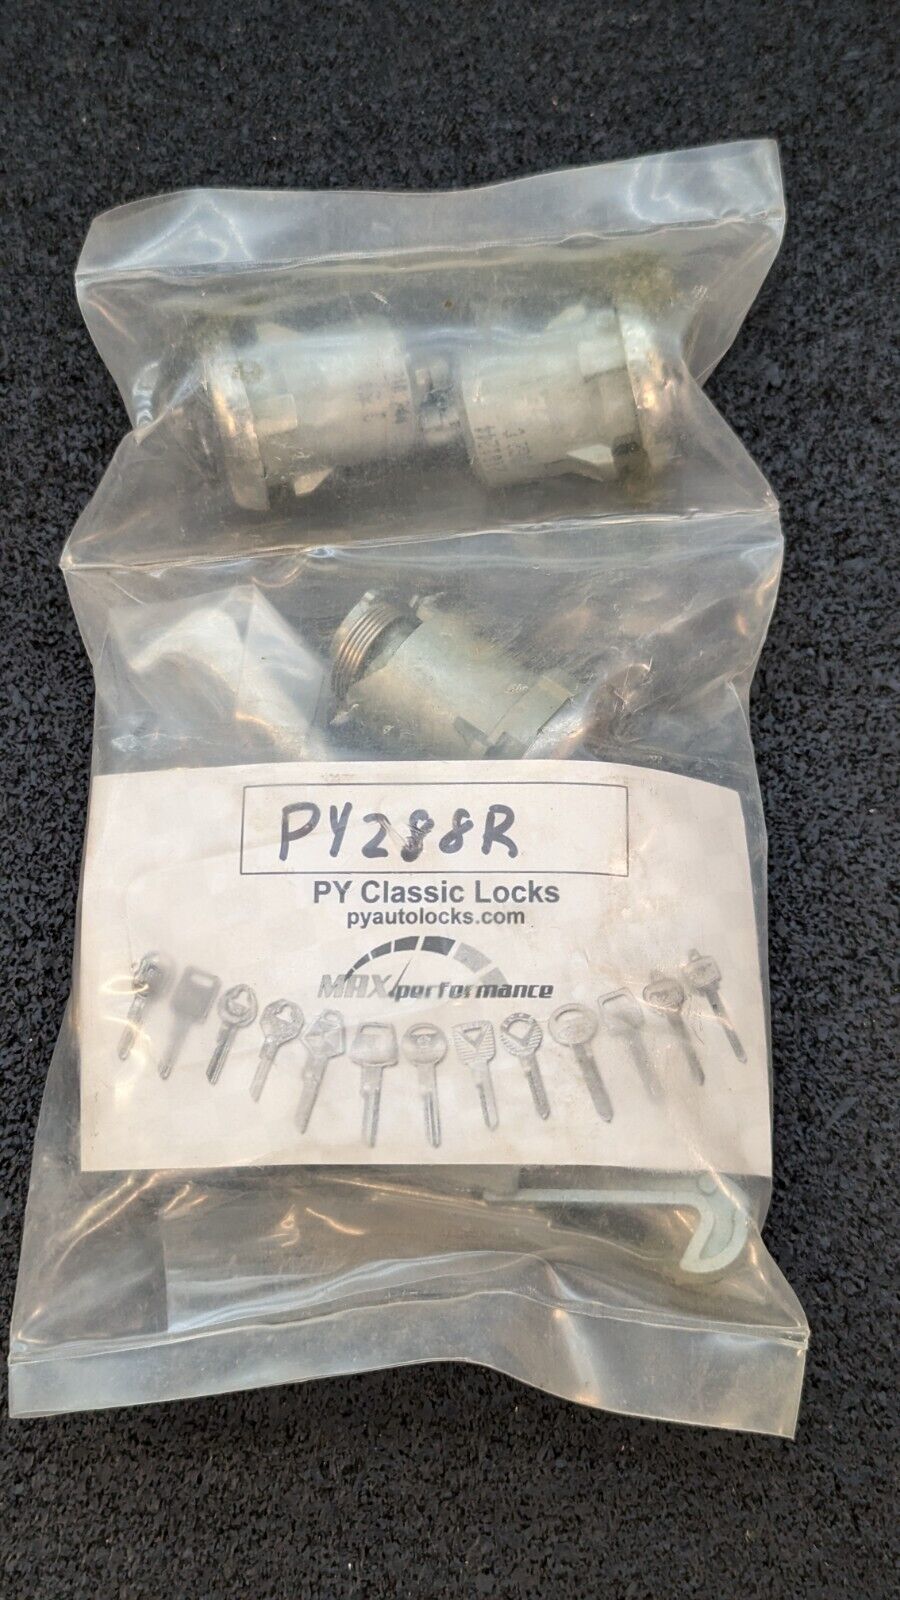 PY288R
PY Classic Locks
pyautolocks.com
MAX performance